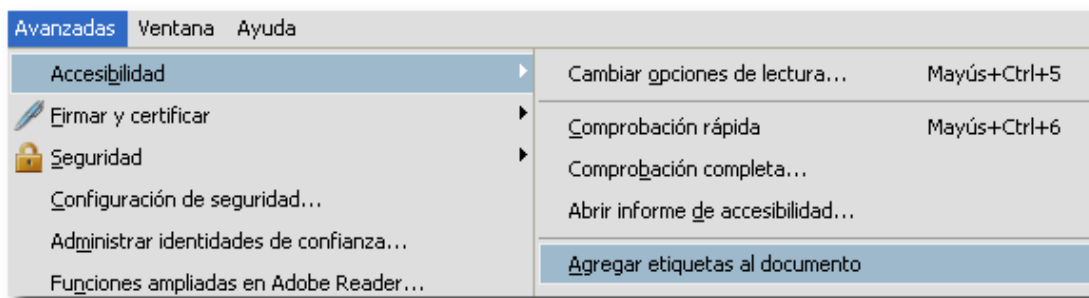 Avanzadas Ventana Ayuda
Accesibilidad
Firmar y certificar
Seguridad
Configuración de seguridad...
Administrar identidades de confianza...
Funciones ampliadas en Adobe Reader...
Cambiar opciones de lectura... Mayús+Ctrl+5
Comprobación rápida Mayús+Ctrl+6
Comprobación completa...
Abrir informe de accesibilidad...
Agregar etiquetas al documento